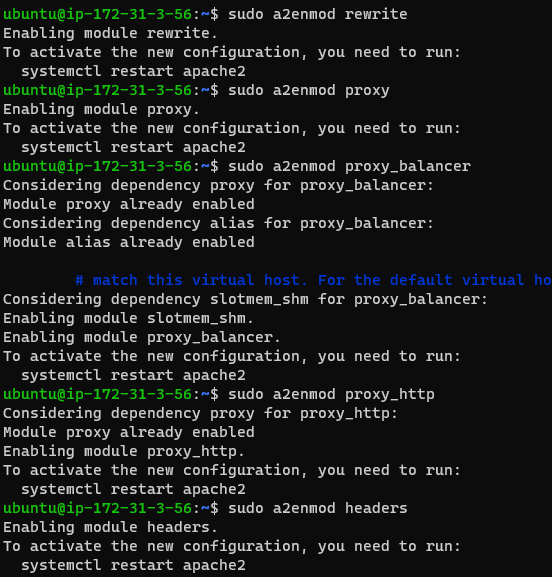 ubuntu@ip-172-31-3-56:~$ sudo a2enmod rewrite
Enabling module rewrite.
To activate the new configuration, you need to run:
  systemctl restart apache2
ubuntu@ip-172-31-3-56:~$ sudo a2enmod proxy
Enabling module proxy.
To activate the new configuration, you need to run:
  systemctl restart apache2
ubuntu@ip-172-31-3-56:~$ sudo a2enmod proxy_balancer
Considering dependency proxy for proxy_balancer:
Module proxy already enabled
Considering dependency alias for proxy_balancer:
Module alias already enabled
        # match this virtual host. For the default virtual ho
Considering dependency slotmem_shm for proxy_balancer:
Enabling module slotmem_shm.
Enabling module proxy_balancer.
To activate the new configuration, you need to run:
  systemctl restart apache2
ubuntu@ip-172-31-3-56:~$ sudo a2enmod proxy_http
Considering dependency proxy for proxy_http:
Module proxy already enabled
Enabling module proxy_http.
To activate the new configuration, you need to run:
  systemctl restart apache2
ubuntu@ip-172-31-3-56:~$ sudo a2enmod headers
Enabling module headers.
To activate the new configuration, you need to run:
  systemctl restart apache2